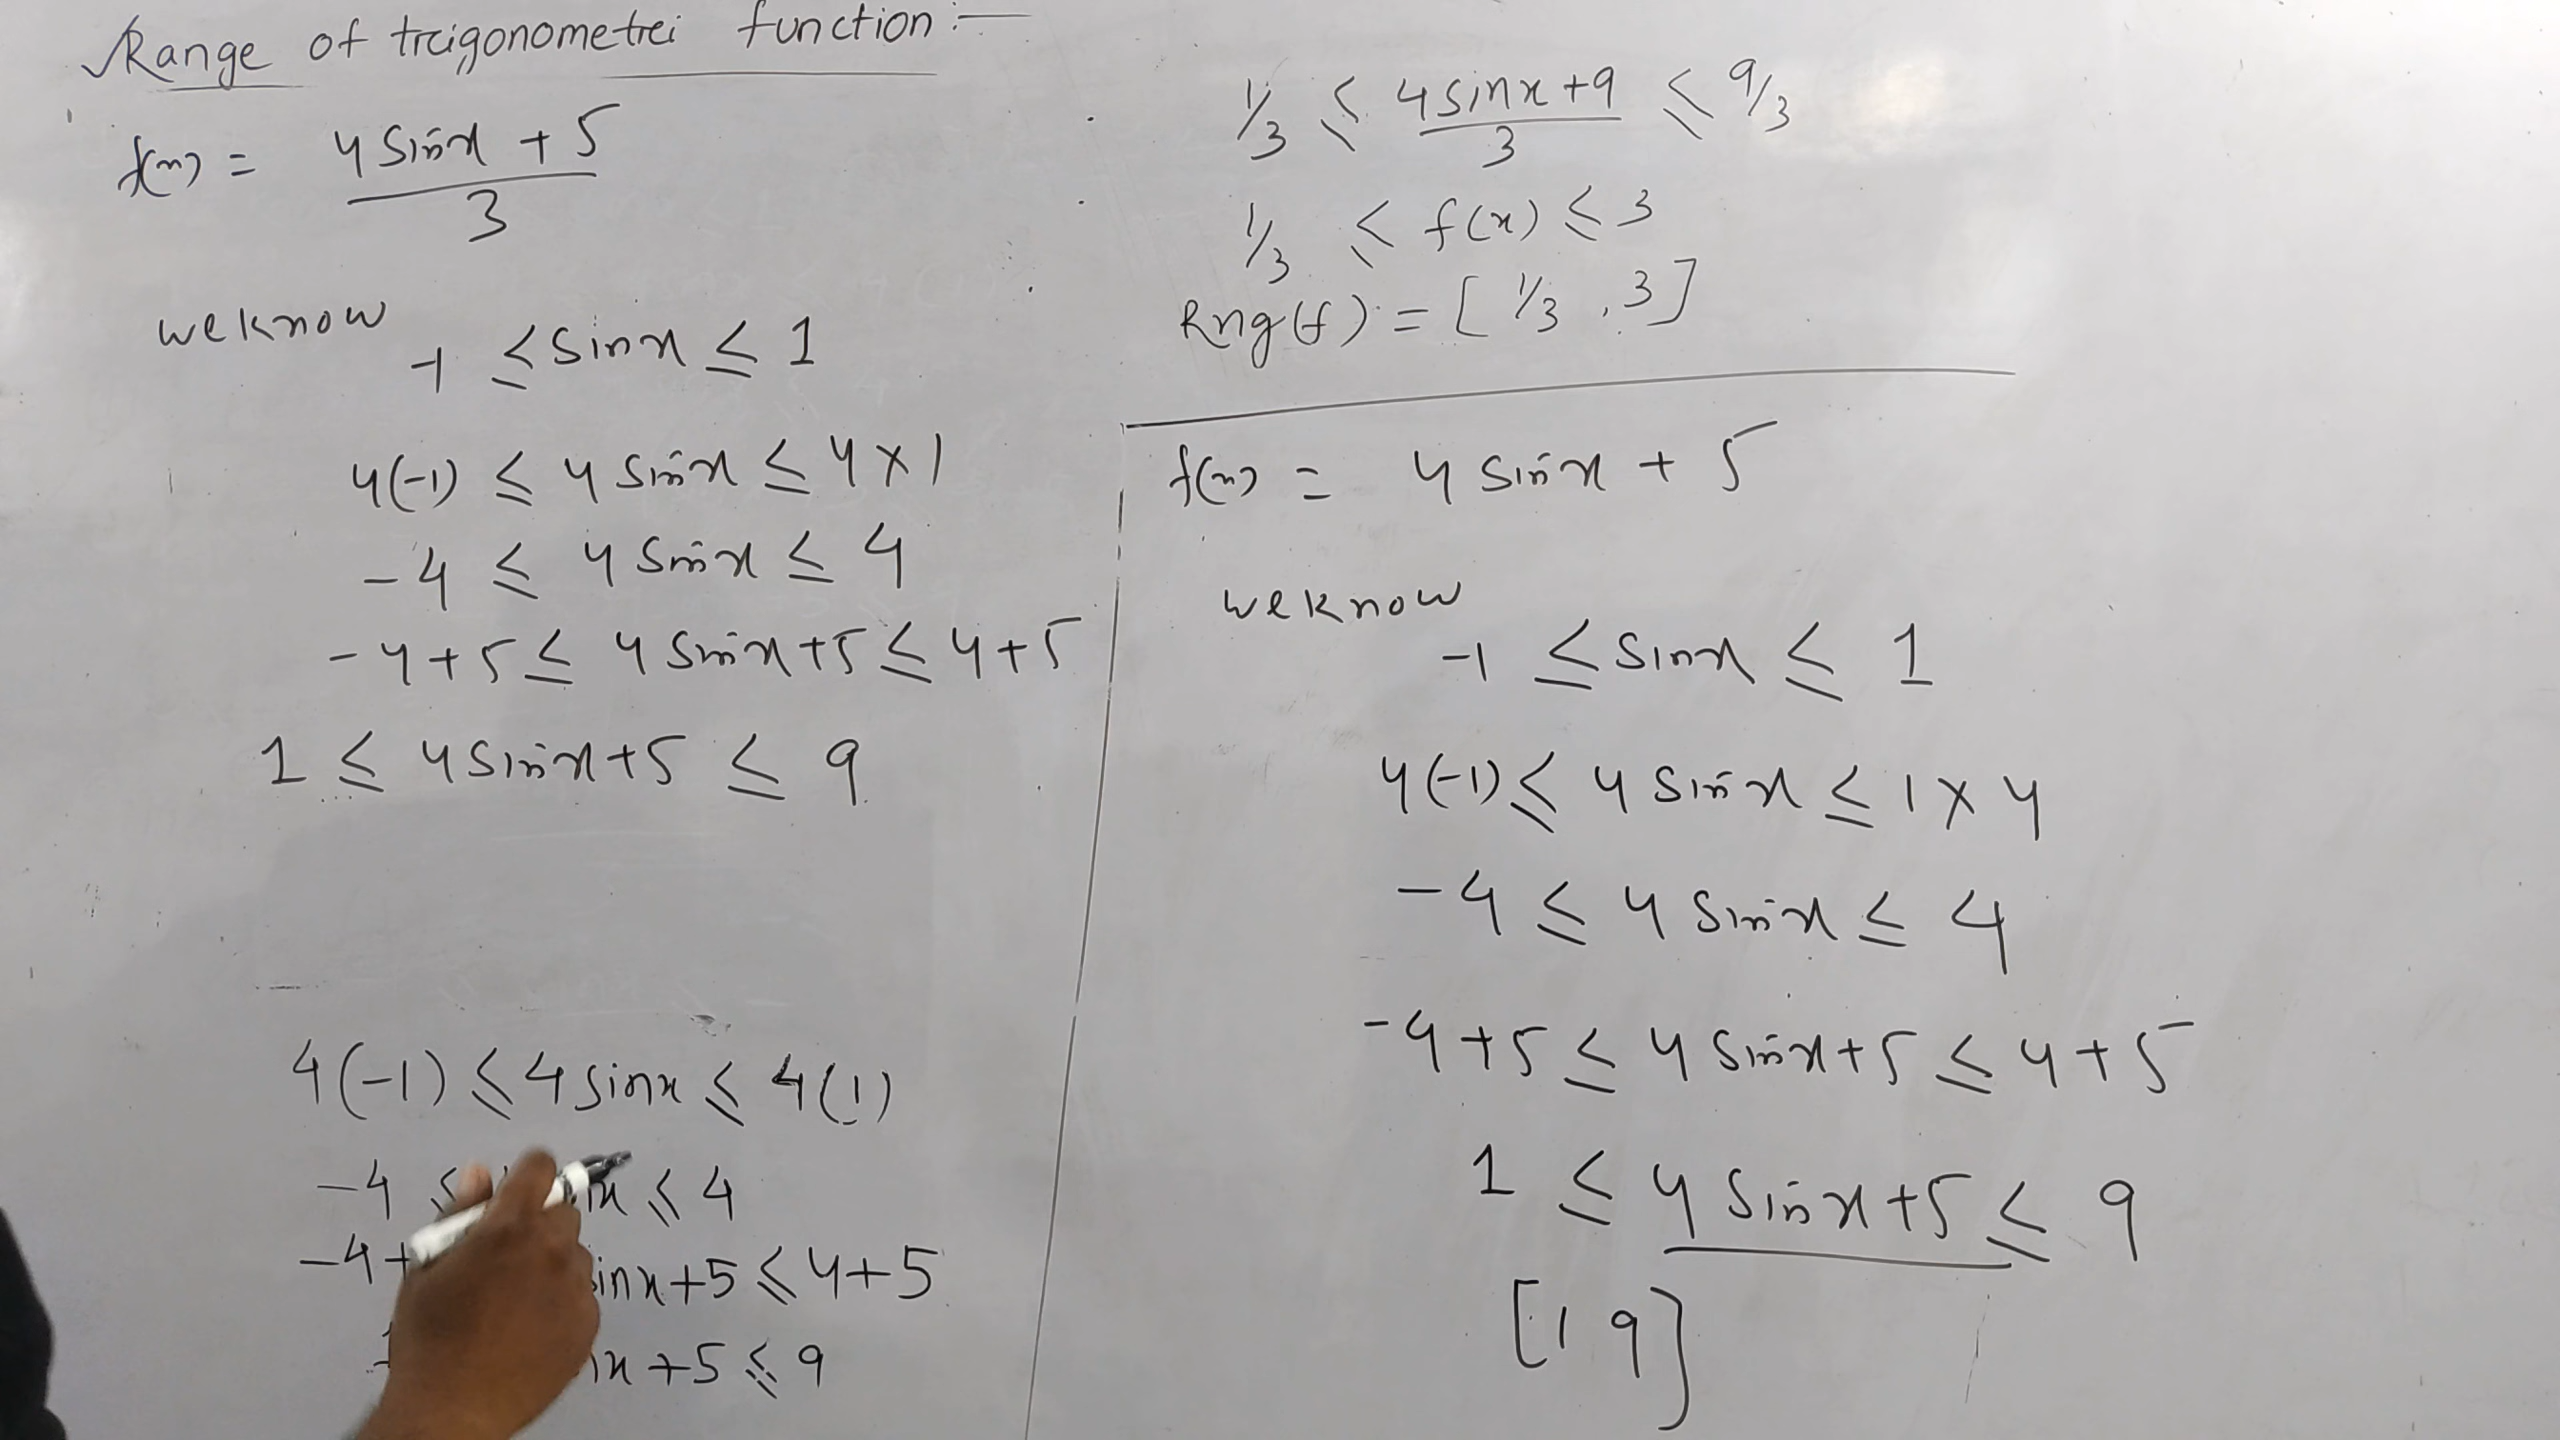 Range of trigonometri function :-
f(x) = 4 sin x + 5
3
we know
-1 ≤ sin x ≤ 1
4(-1) ≤ 4 sin x ≤ 4 × 1
-4 ≤ 4 sin x ≤ 4
-4+5 ≤ 4 sin x+5 ≤ 4+5
1 ≤ 4 sin x+5 ≤ 9
4(-1) ≤ 4 sin x ≤ 4(1)
-4 ≤ x ≤ 4
-4+ sin x+5 ≤ 4+5
x+5 ≤ 9
1/3 ≤ 4 sin x+9 ≤ 9/3
3
1/3 ≤ f(x) ≤ 3
Rng(f) = [1/3, 3]
f(x) = 4 sin x + 5
we know
-1 ≤ sin x ≤ 1
4(-1) ≤ 4 sin x ≤ 1 × 4
-4 ≤ 4 sin x ≤ 4
-4+5 ≤ 4 sin x+5 ≤ 4+5
1 ≤ 4 sin x+5 ≤ 9
[1 9]